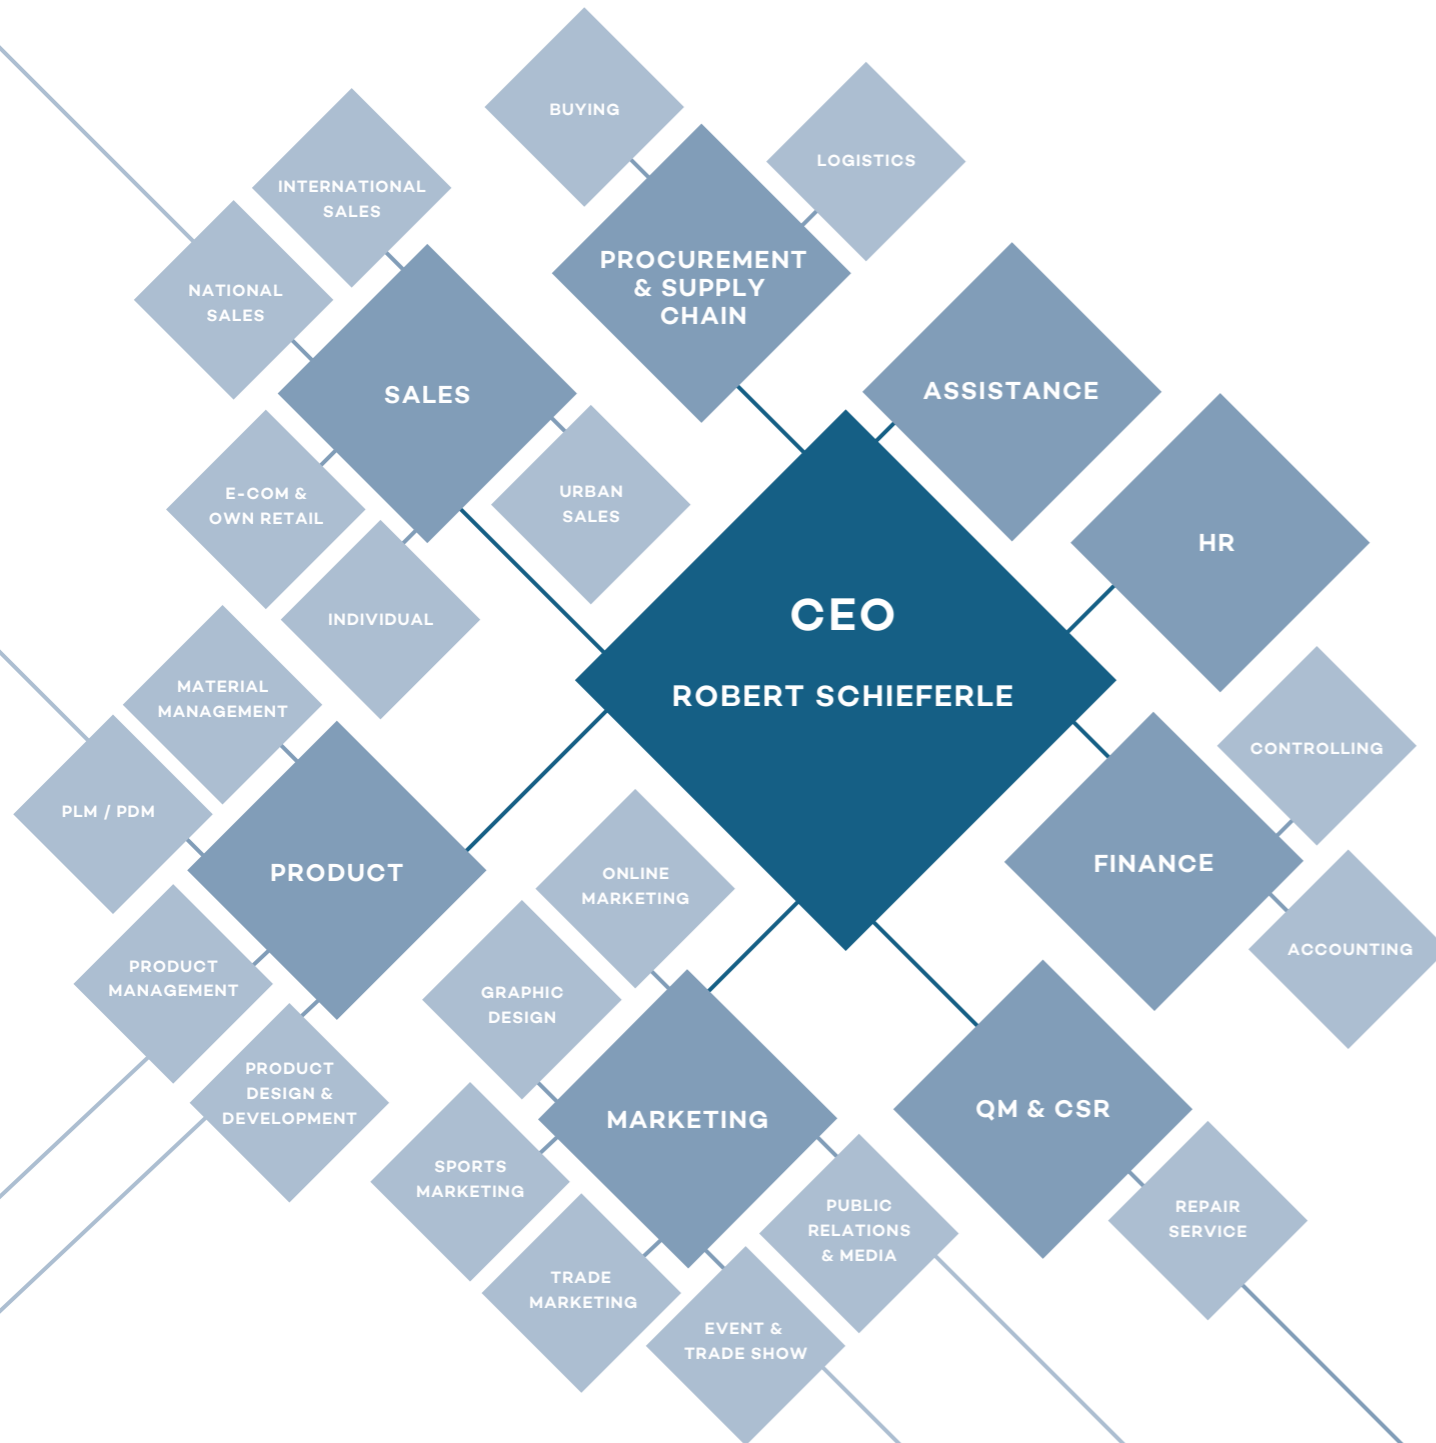 BUYING
LOGISTICS
INTERNATIONAL
SALES
NATIONAL
SALES
PROCUREMENT
& SUPPLY
CHAIN
SALES
ASSISTANCE
E-COM &
OWN RETAIL
URBAN
SALES
HR
INDIVIDUAL
CEO
ROBERT SCHIEFERLE
MATERIAL
MANAGEMENT
PLM / PDM
CONTROLLING
PRODUCT
FINANCE
ONLINE
MARKETING
ACCOUNTING
PRODUCT
MANAGEMENT
GRAPHIC
DESIGN
PRODUCT
DESIGN &
DEVELOPMENT
MARKETING
QM & CSR
SPORTS
MARKETING
PUBLIC
RELATIONS
& MEDIA
REPAIR
SERVICE
TRADE
MARKETING
EVENT &
TRADE SHOW